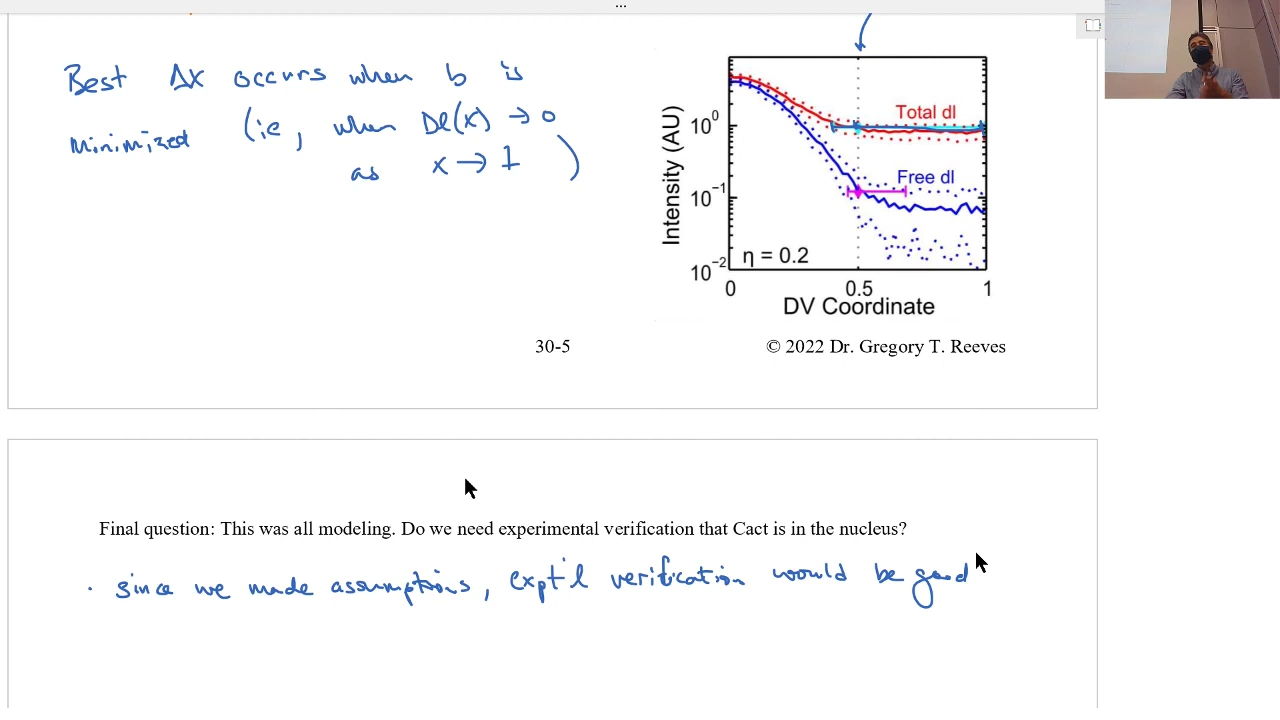 ...
Best Δx occurs when b is
minimized (ie, when Dl(x) → 0
as x → 1 )
Intensity (AU)
10^0
10^-1
10^-2
Total dl
Free dl
η = 0.2
0
0.5
1
DV Coordinate
30-5
© 2022 Dr. Gregory T. Reeves
Final question: This was all modeling. Do we need experimental verification that Cact is in the nucleus?
· since we made assumptions, expt'l verification would be good